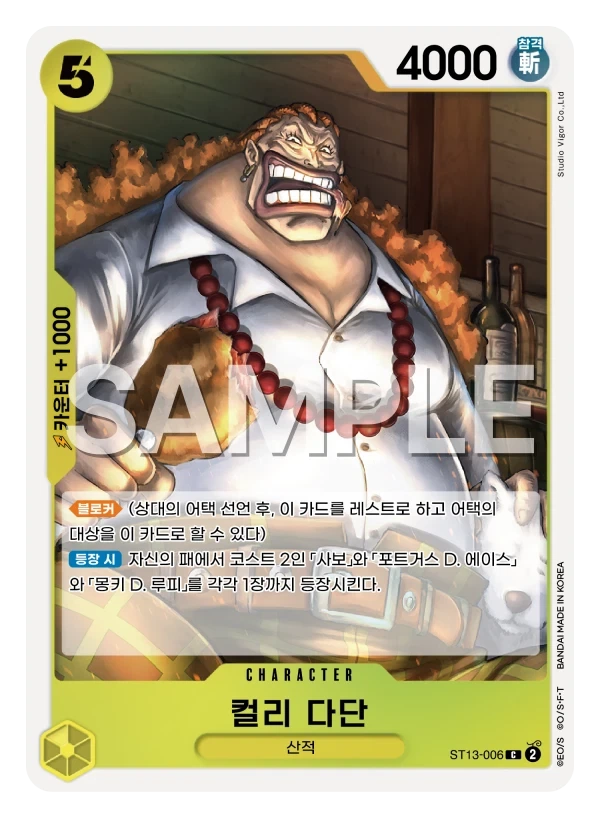 5
4000
참격
斬
Studio Vigor Co.,Ltd
카운터 +1000
SAMPLE
블로커 (상대의 어택 선언 후, 이 카드를 레스트로 하고 어택의
대상을 이 카드로 할 수 있다)
등장 시 자신의 패에서 코스트 2인 「사보」와 「포트거스 D. 에이스」
와 「몽키 D. 루피」를 각각 1장까지 등장시킨다.
CHARACTER
컬리 다단
산적
ST13-006 C 2
©EO/S ©O/S·F·T BANDAI MADE IN KOREA